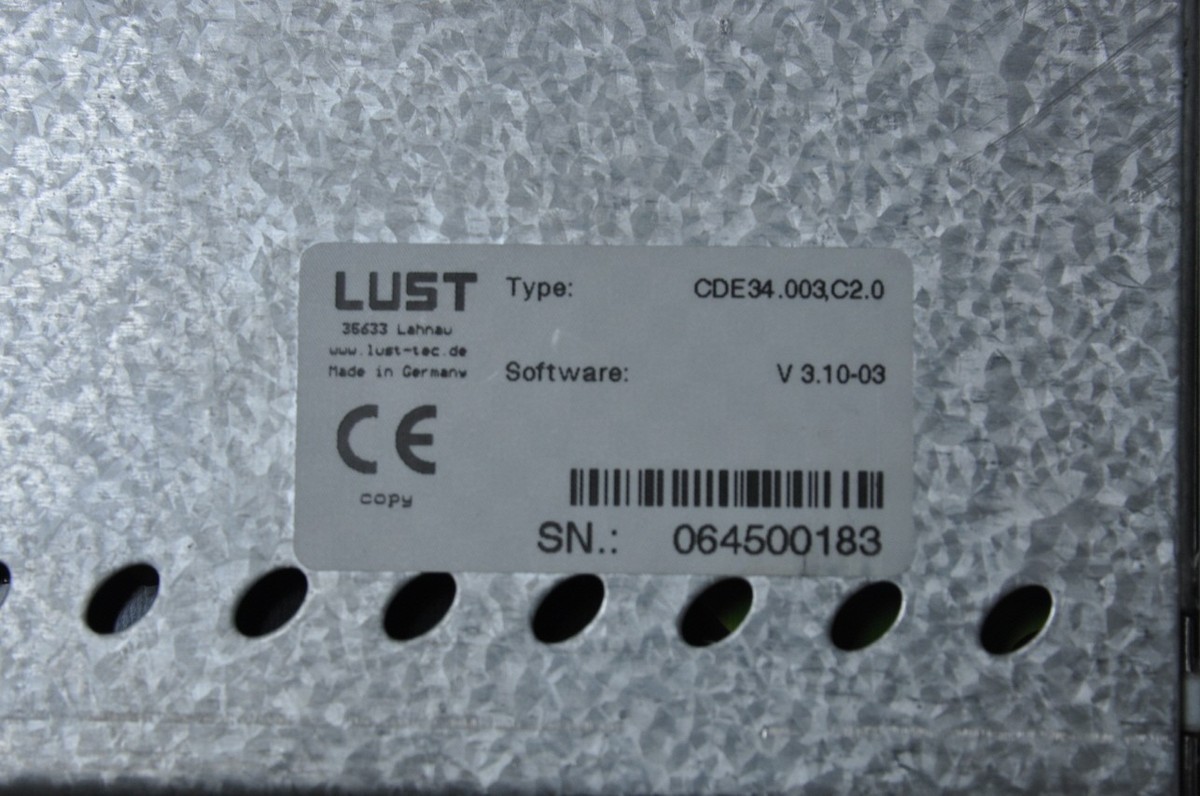 LUST
35633 Lahnau
www.lust-tec.de
Made in Germany
CE
copy
Type: CDE34.003,C2.0
Software: V 3.10-03
SN.: 064500183